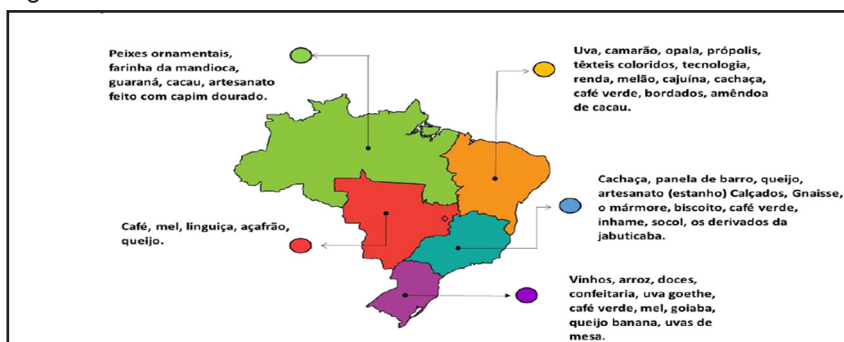 Peixes ornamentais,
farinha da mandioca,
guaraná, cacau, artesanato
feito com capim dourado.
Uva, camarão, opala, própolis,
têxteis coloridos, tecnologia,
renda, melão, cajuína, cachaça,
café verde, bordados, amêndoa
de cacau.
Cachaça, panela de barro, queijo,
artesanato (estanho) Calçados, Gnaisse,
o mármore, biscoito, café verde,
inhame, socol, os derivados da
jabuticaba.
Café, mel, linguiça, açafrão,
queijo.
Vinhos, arroz, doces,
confeitaria, uva goethe,
café verde, mel, goiaba,
queijo banana, uvas de
mesa.